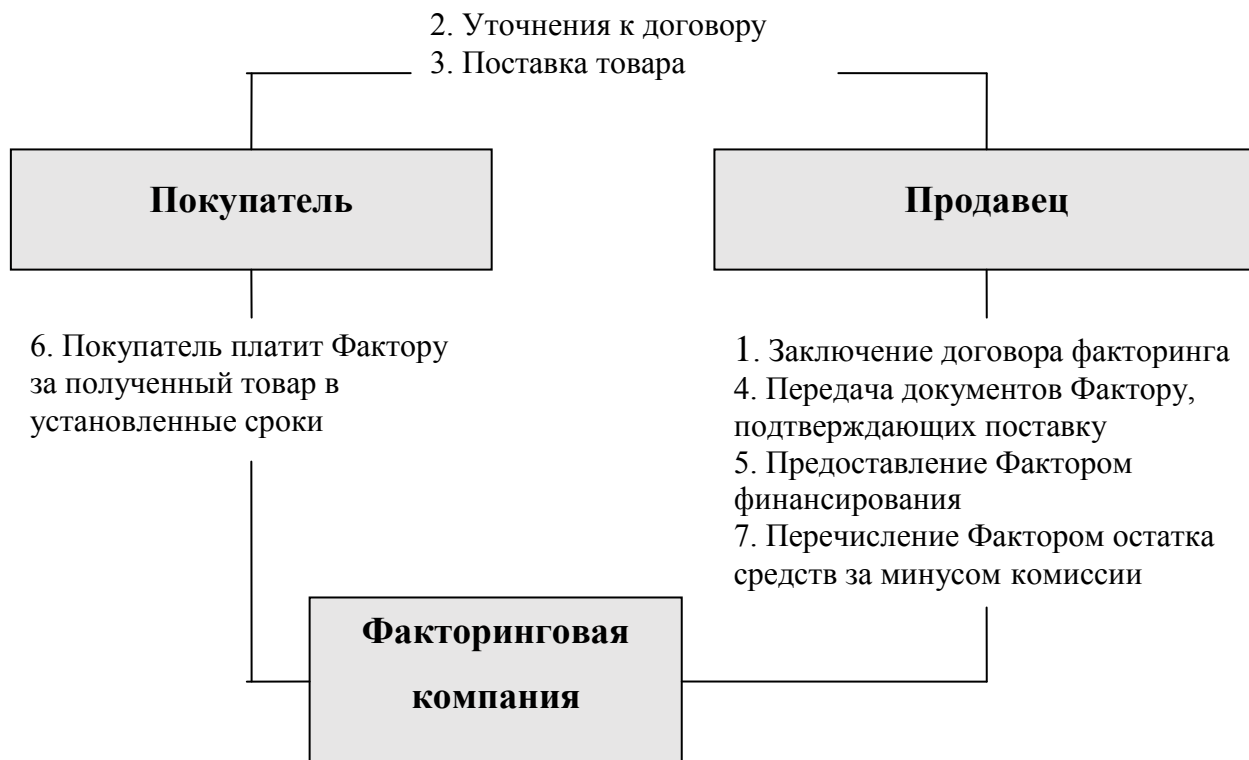 2. Уточнения к договору
3. Поставка товара
Покупатель
Продавец
6. Покупатель платит Фактору
за полученный товар в
установленные сроки
1. Заключение договора факторинга
4. Передача документов Фактору,
подтверждающих поставку
5. Предоставление Фактором
финансирования
7. Перечисление Фактором остатка
средств за минусом комиссии
Факторинговая
компания